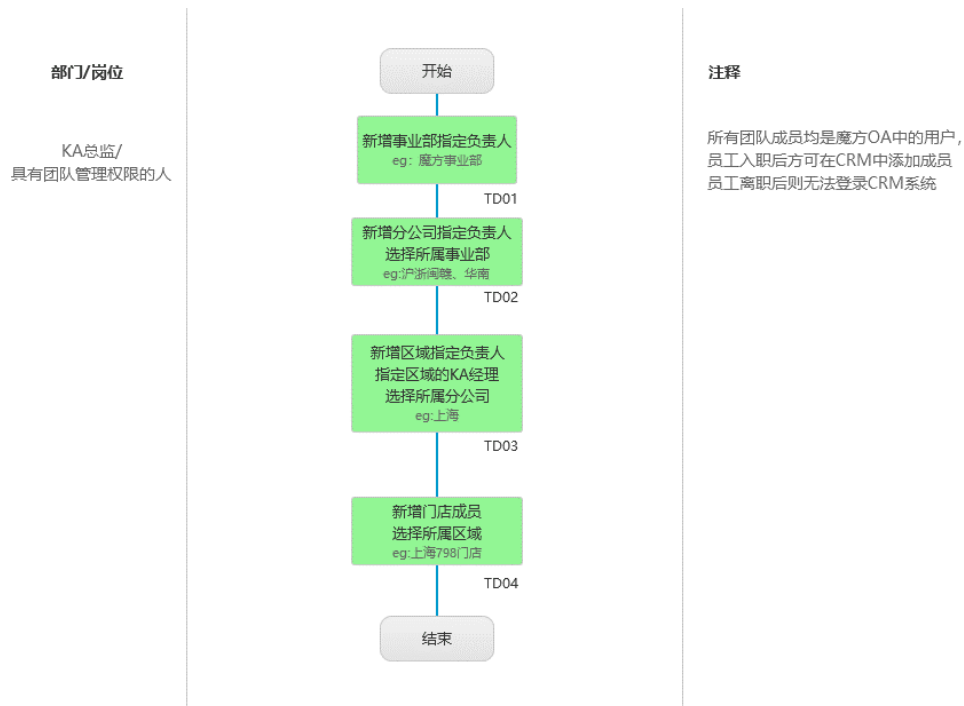 部门/岗位
开始
注释
KA总监/
具有团队管理权限的人
新增事业部指定负责人
eg：魔方事业部
TD01
所有团队成员均是魔方OA中的用户，
员工入职后方可在CRM中添加成员
员工离职后则无法登录CRM系统
新增分公司指定负责人
选择所属事业部
eg:沪浙闽赣、华南
TD02
新增区域指定负责人
指定区域的KA经理
选择所属分公司
eg:上海
TD03
新增门店成员
选择所属区域
eg:上海798门店
TD04
结束